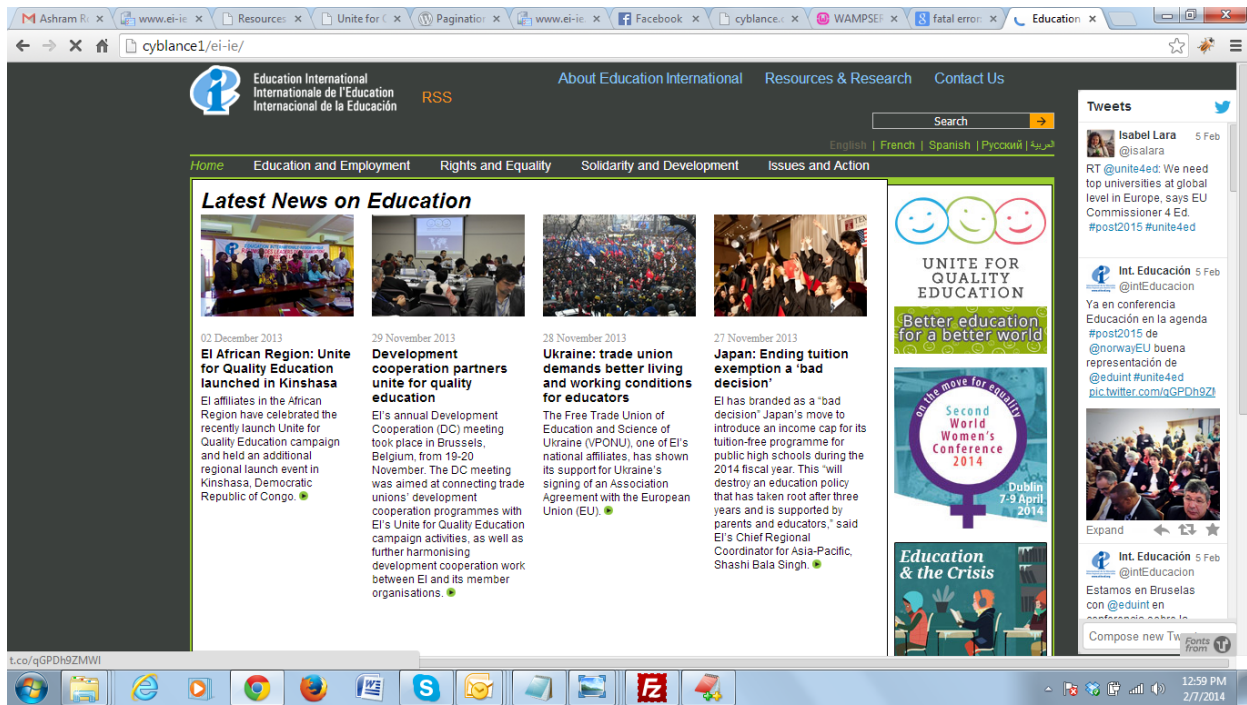 Ashram R
www.ei-ie
Resources
Unite for
Pagination
www.ei-ie.
Facebook
cyblance.c
WAMPSER
fatal error
Education
cyblance1/ei-ie/
Education International
Internationale de l'Education
Internacional de la Educación
RSS
About Education International Resources & Research Contact Us
Search
English | French | Spanish | Русский | العربية
Home Education and Employment Rights and Equality Solidarity and Development Issues and Action
Latest News on Education
02 December 2013
El African Region: Unite
for Quality Education
launched in Kinshasa
EI affiliates in the African
Region have celebrated the
recently launch Unite for
Quality Education campaign
and held an additional
regional launch event in
Kinshasa, Democratic
Republic of Congo.
29 November 2013
Development
cooperation partners
unite for quality
education
EI's annual Development
Cooperation (DC) meeting
took place in Brussels,
Belgium, from 19-20
November. The DC meeting
was aimed at connecting trade
unions' development
cooperation programmes with
EI's Unite for Quality Education
campaign activities, as well as
further harmonising
development cooperation work
between EI and its member
organisations.
28 November 2013
Ukraine: trade union
demands better living
and working conditions
for educators
The Free Trade Union of
Education and Science of
Ukraine (VPONU), one of EI's
national affiliates, has shown
its support for Ukraine's
signing of an Association
Agreement with the European
Union (EU).
27 November 2013
Japan: Ending tuition
exemption a ‘bad
decision’
EI has branded as a “bad
decision” Japan's move to
introduce an income cap for its
tuition-free programme for
public high schools during the
2014 fiscal year. This “will
destroy an education policy
that has taken root after three
years and is supported by
parents and educators,” said
EI's Chief Regional
Coordinator for Asia-Pacific,
Shashi Bala Singh.
UNITE FOR
QUALITY
EDUCATION
Better education
for a better world
on the move for equality
Second
World
Women's
Conference
2014
Dublin
7-9 April
2014
Education
& the Crisis
Tweets
Isabel Lara 5 Feb
@isalara
RT @unite4ed: We need
top universities at global
level in Europe, says EU
Commissioner 4 Ed.
#post2015 #unite4ed
Int. Educación 5 Feb
@intEducacion
Ya en conferencia
Educación en la agenda
#post2015 de
@norwayEU buena
representación de
@eduint #unite4ed
pic.twitter.com/qGPDh9ZM
Expand
Int. Educación 5 Feb
@intEducacion
Estamos en Bruselas
con @eduint en
conferencia sobre la
Compose new Tw
Fonts
from
t.co/qGPDh9ZMWI
12:59 PM
2/7/2014